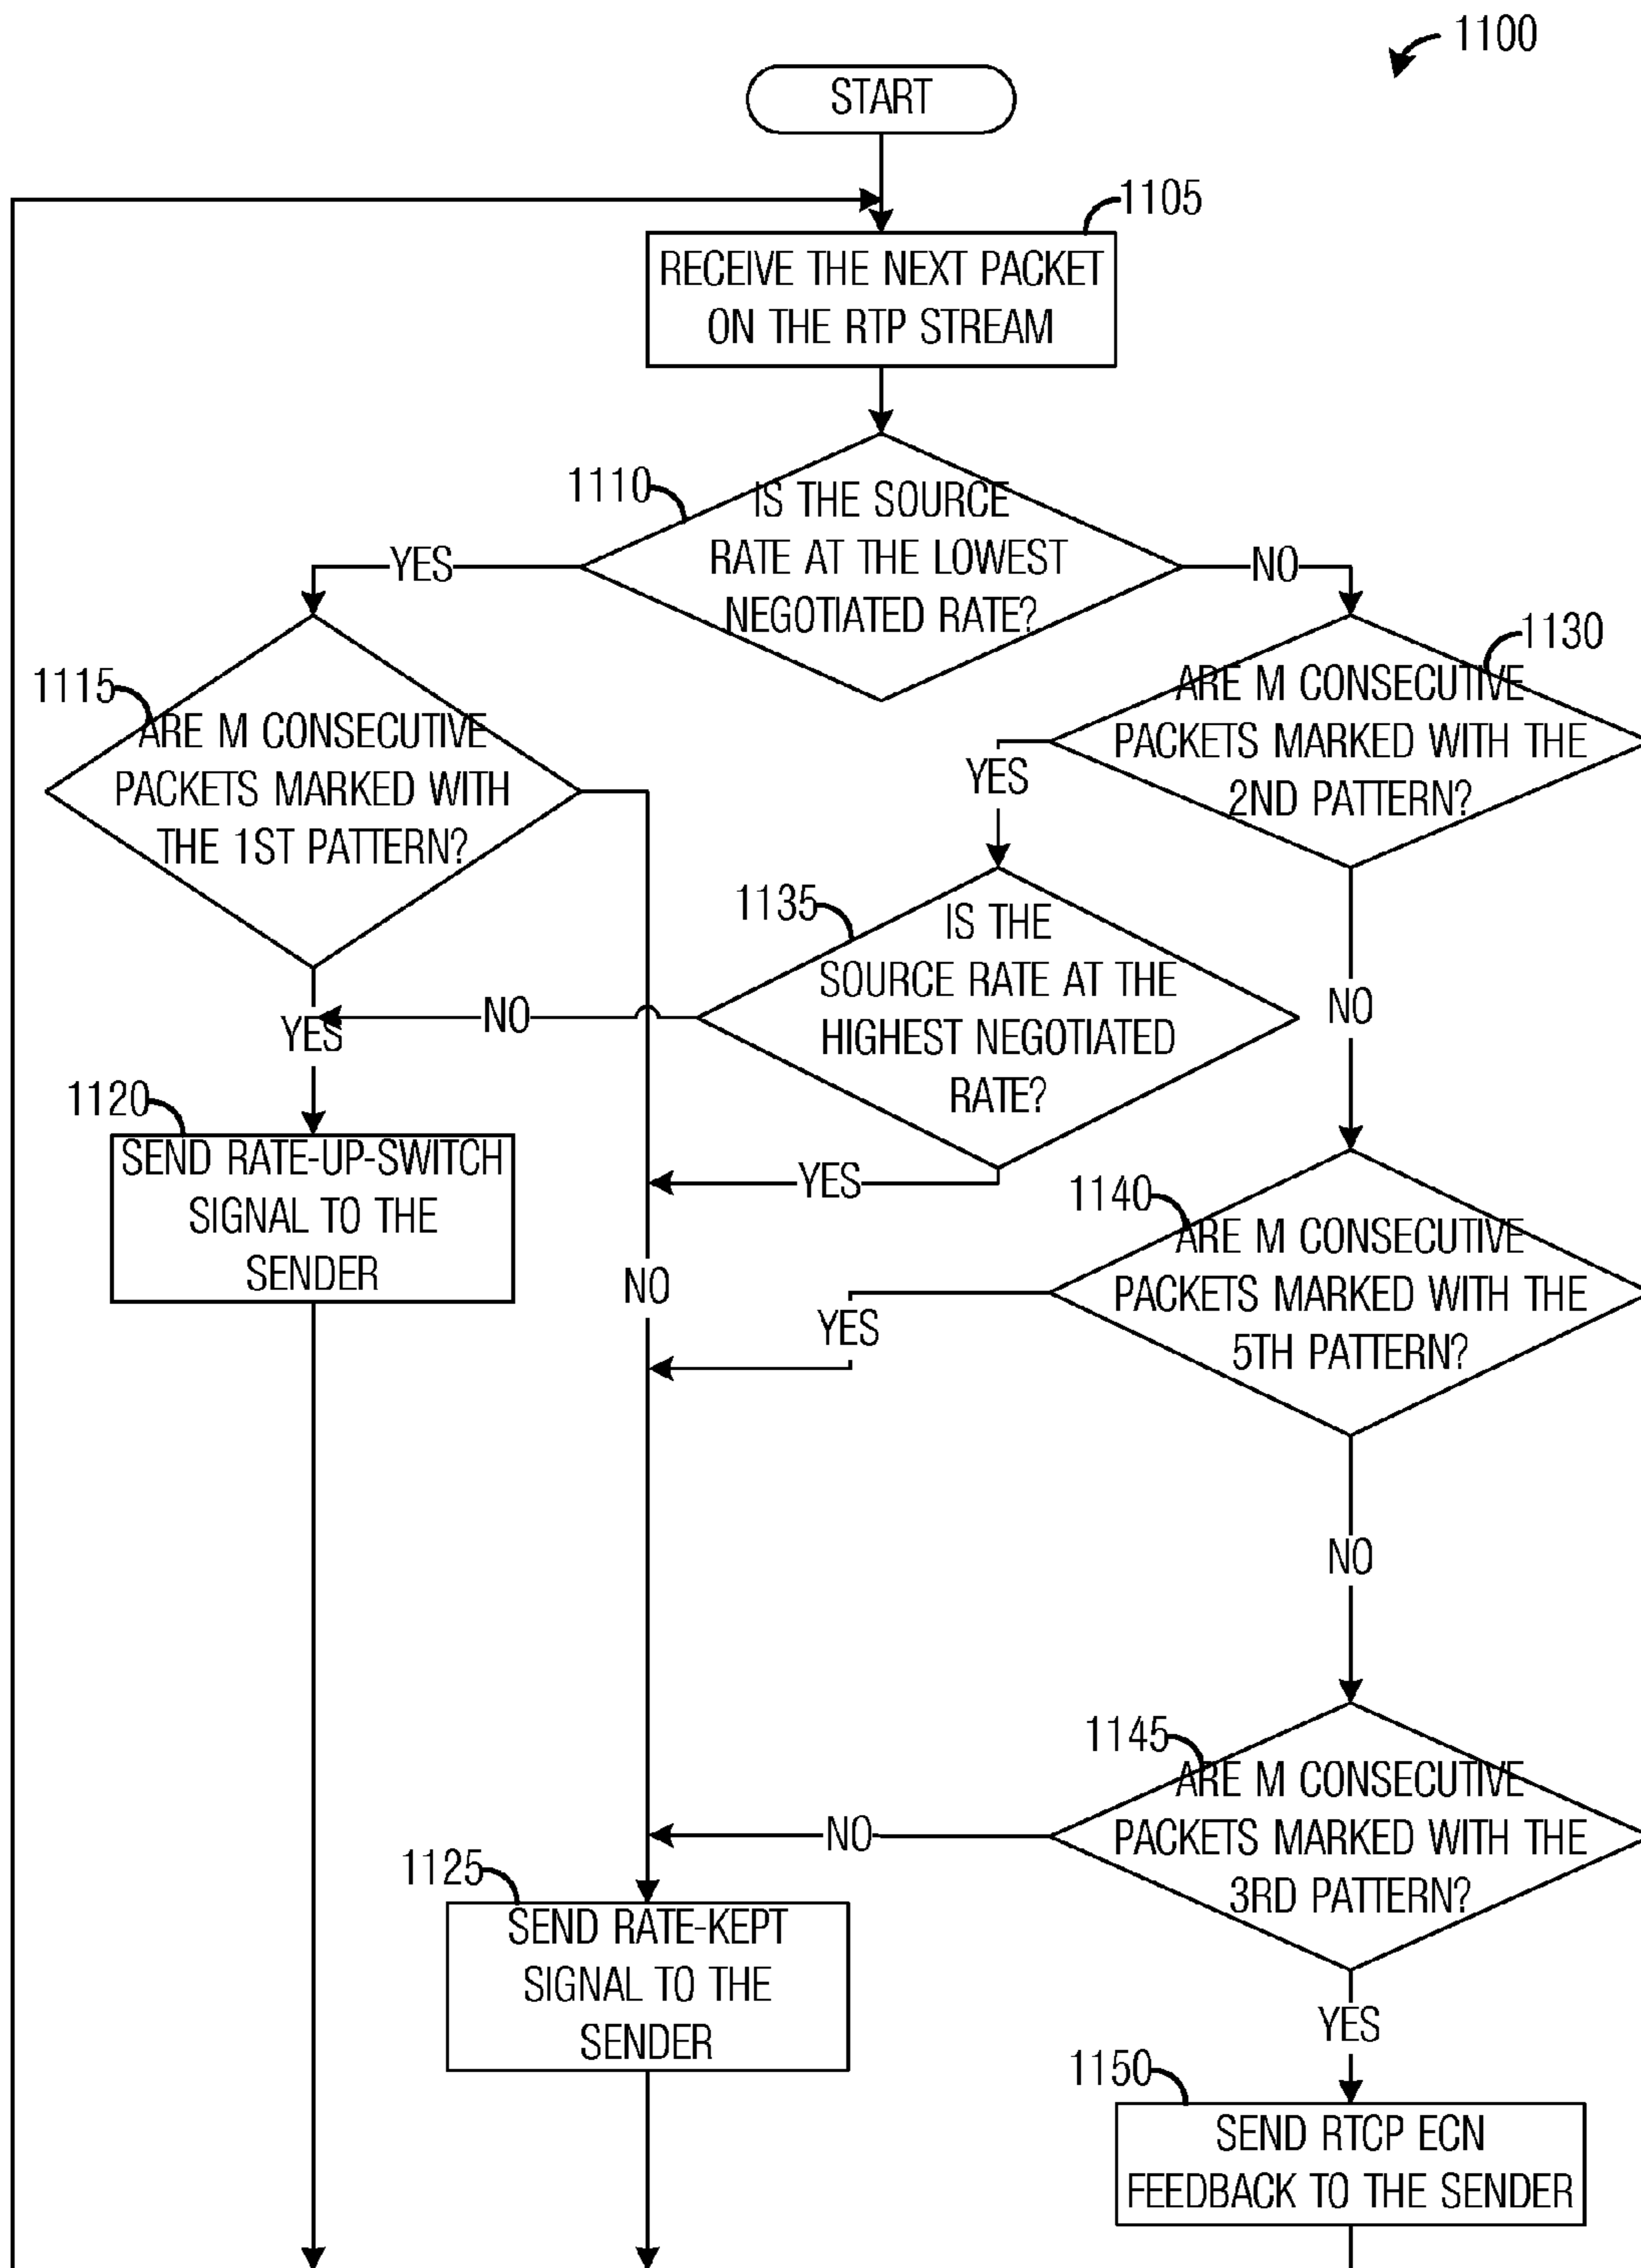 1100
START
1105
RECEIVE THE NEXT PACKET
ON THE RTP STREAM
1110
IS THE SOURCE
RATE AT THE LOWEST
NEGOTIATED RATE?
YES
NO
1115
ARE M CONSECUTIVE
PACKETS MARKED WITH
THE 1ST PATTERN?
1130
ARE M CONSECUTIVE
PACKETS MARKED WITH THE
2ND PATTERN?
YES
1135
IS THE
SOURCE RATE AT THE
HIGHEST NEGOTIATED
RATE?
NO
YES
NO
1120
SEND RATE-UP-SWITCH
SIGNAL TO THE
SENDER
YES
NO
1140
ARE M CONSECUTIVE
PACKETS MARKED WITH THE
5TH PATTERN?
YES
NO
1145
ARE M CONSECUTIVE
PACKETS MARKED WITH THE
3RD PATTERN?
NO
1125
SEND RATE-KEPT
SIGNAL TO THE
SENDER
YES
1150
SEND RTCP ECN
FEEDBACK TO THE SENDER